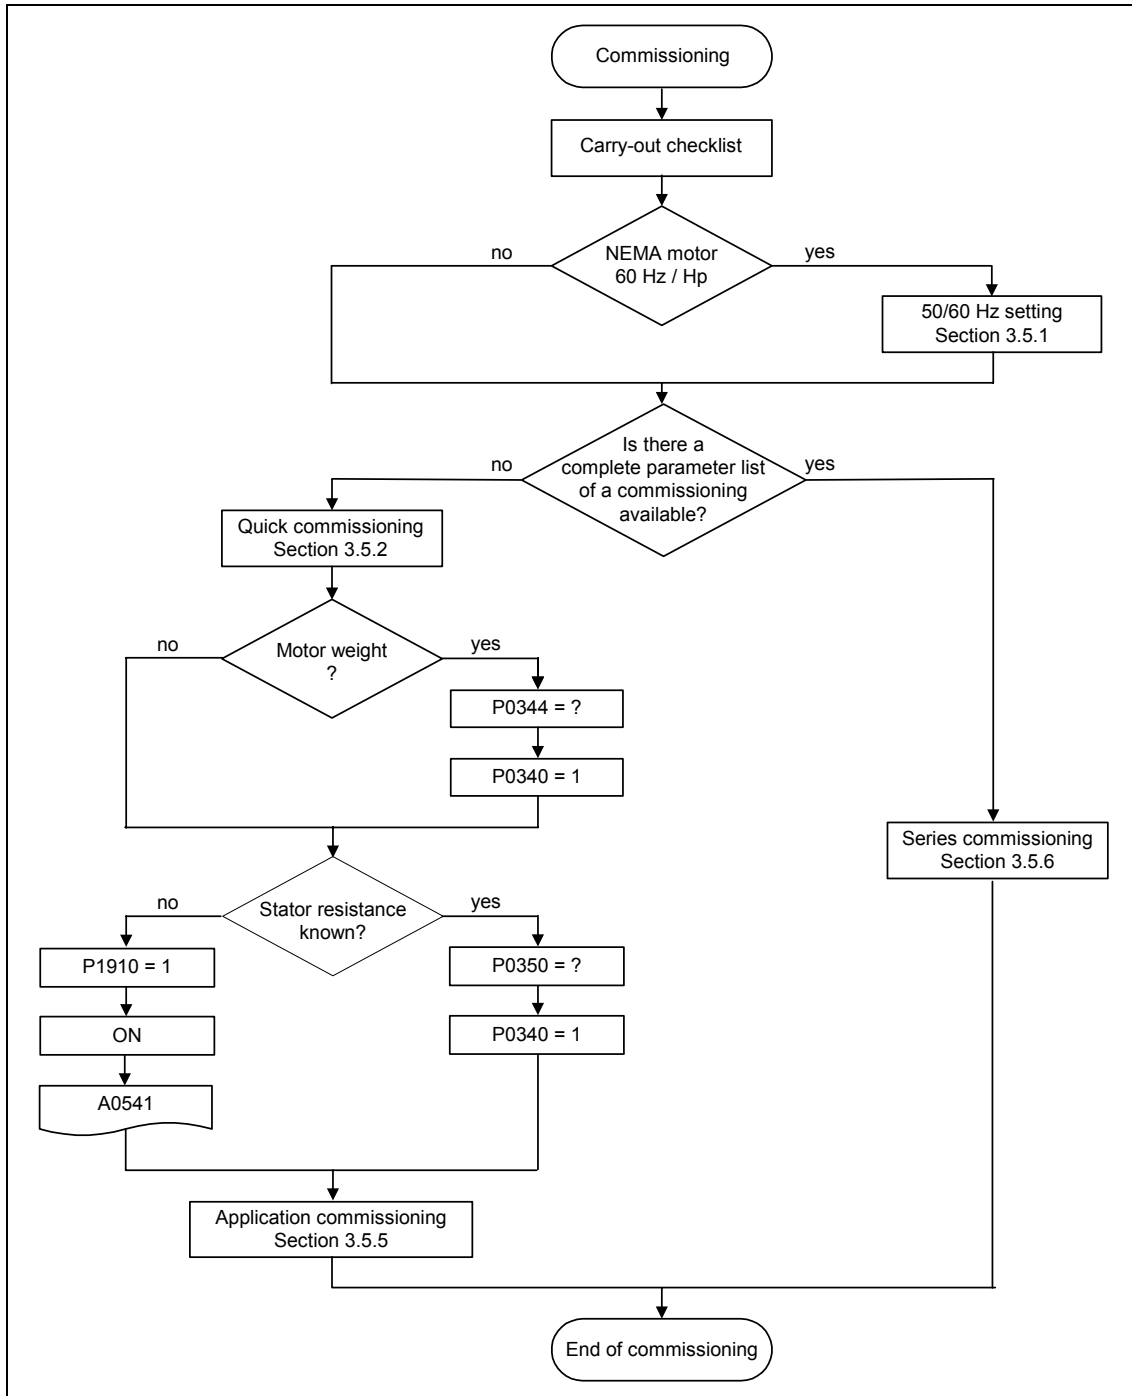 Commissioning
Carry-out checklist
no
NEMA motor
60 Hz / Hp
yes
50/60 Hz setting
Section 3.5.1
no
Is there a
complete parameter list
of a commissioning
available?
yes
Quick commissioning
Section 3.5.2
no
Motor weight
?
yes
P0344 = ?
P0340 = 1
Series commissioning
Section 3.5.6
no
Stator resistance
known?
yes
P1910 = 1
P0350 = ?
ON
P0340 = 1
A0541
Application commissioning
Section 3.5.5
End of commissioning